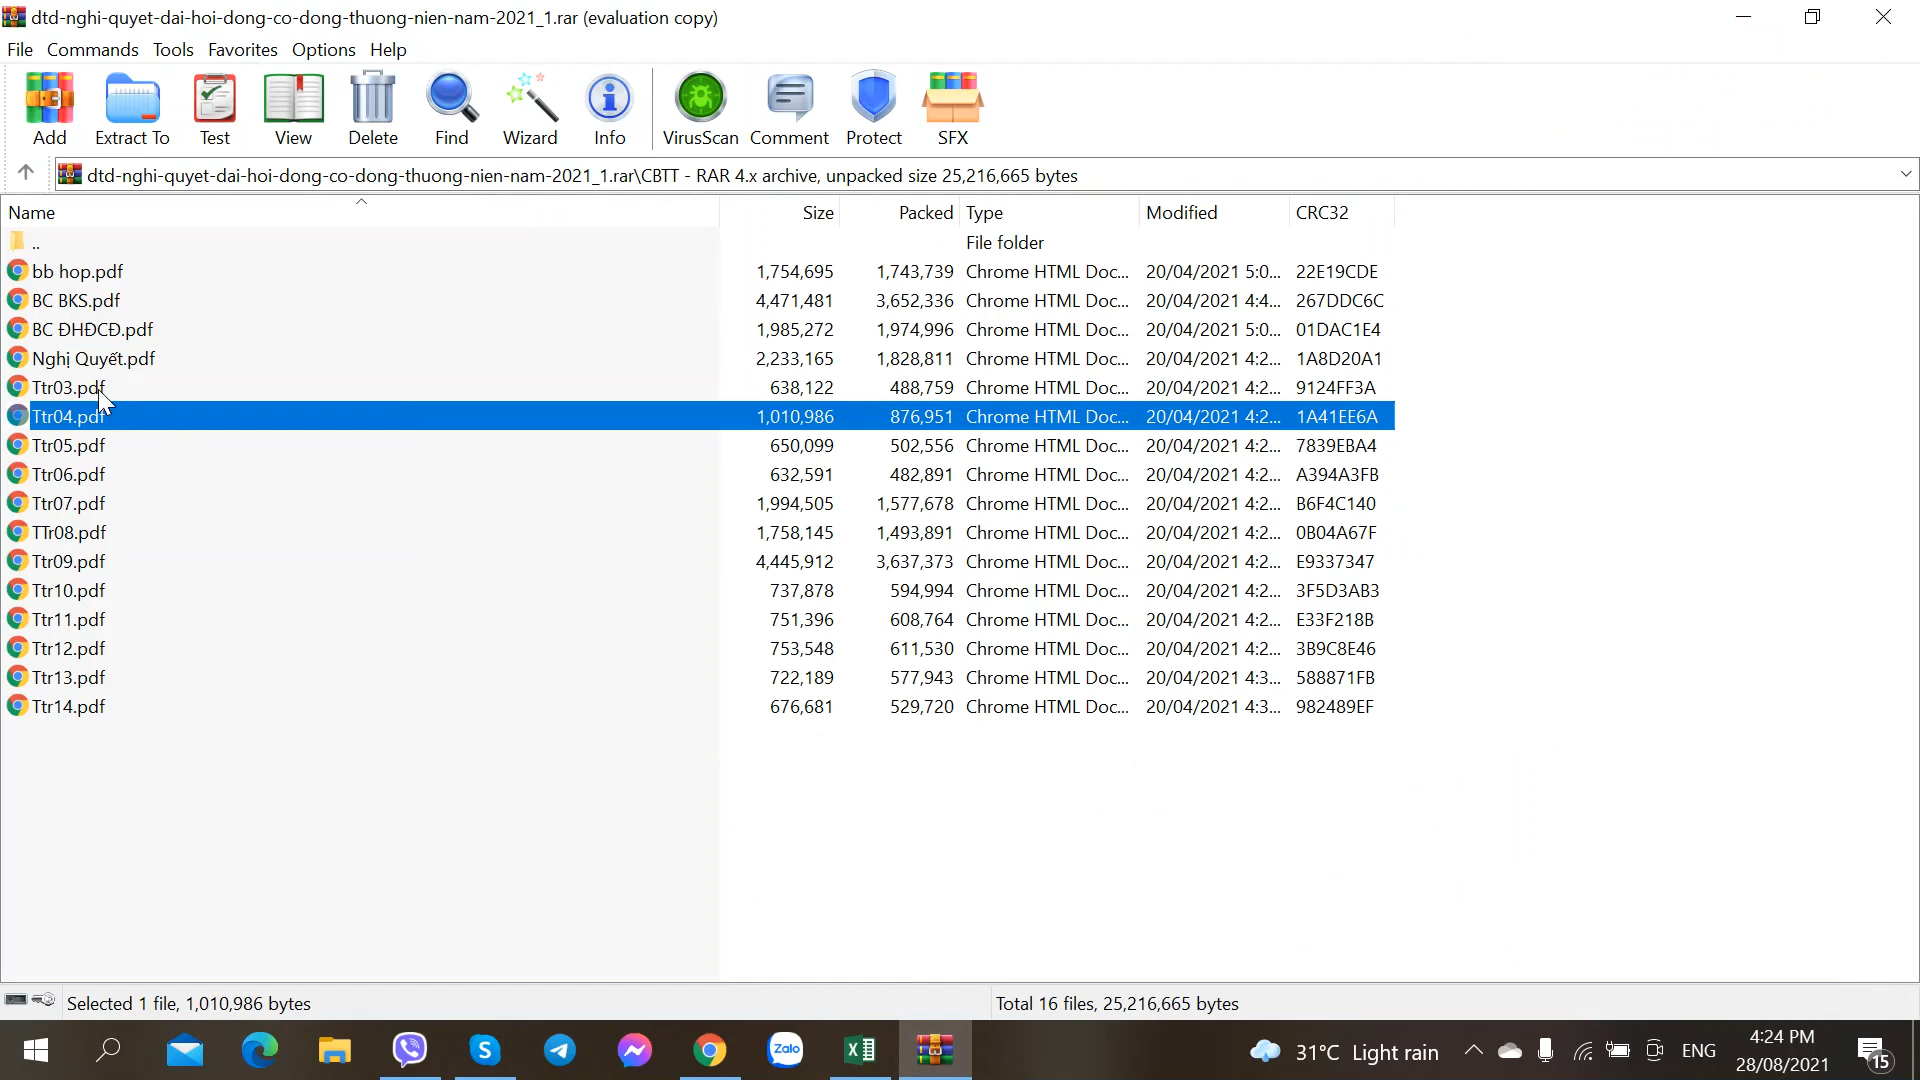 dtd-nghi-quyet-dai-hoi-dong-co-dong-thuong-nien-nam-2021_1.rar (evaluation copy)
File Commands Tools Favorites Options Help
Add Extract To Test View Delete Find Wizard Info VirusScan Comment Protect SFX
dtd-nghi-quyet-dai-hoi-dong-co-dong-thuong-nien-nam-2021_1.rar\CBTT - RAR 4.x archive, unpacked size 25,216,665 bytes
Name Size Packed Type Modified CRC32
.. File folder
bb hop.pdf 1,754,695 1,743,739 Chrome HTML Doc... 20/04/2021 5:0... 22E19CDE
BC BKS.pdf 4,471,481 3,652,336 Chrome HTML Doc... 20/04/2021 4:4... 267DDC6C
BC ĐHĐCĐ.pdf 1,985,272 1,974,996 Chrome HTML Doc... 20/04/2021 5:0... 01DAC1E4
Nghị Quyết.pdf 2,233,165 1,828,811 Chrome HTML Doc... 20/04/2021 4:2... 1A8D20A1
Ttr03.pdf 638,122 488,759 Chrome HTML Doc... 20/04/2021 4:2... 9124FF3A
Ttr04.pdf 1,010,986 876,951 Chrome HTML Doc... 20/04/2021 4:2... 1A41EE6A
Ttr05.pdf 650,099 502,556 Chrome HTML Doc... 20/04/2021 4:2... 7839EBA4
Ttr06.pdf 632,591 482,891 Chrome HTML Doc... 20/04/2021 4:2... A394A3FB
Ttr07.pdf 1,994,505 1,577,678 Chrome HTML Doc... 20/04/2021 4:2... B6F4C140
TTr08.pdf 1,758,145 1,493,891 Chrome HTML Doc... 20/04/2021 4:2... 0B04A67F
Ttr09.pdf 4,445,912 3,637,373 Chrome HTML Doc... 20/04/2021 4:2... E9337347
Ttr10.pdf 737,878 594,994 Chrome HTML Doc... 20/04/2021 4:2... 3F5D3AB3
Ttr11.pdf 751,396 608,764 Chrome HTML Doc... 20/04/2021 4:2... E33F218B
Ttr12.pdf 753,548 611,530 Chrome HTML Doc... 20/04/2021 4:2... 3B9C8E46
Ttr13.pdf 722,189 577,943 Chrome HTML Doc... 20/04/2021 4:3... 588871FB
Ttr14.pdf 676,681 529,720 Chrome HTML Doc... 20/04/2021 4:3... 982489EF
Selected 1 file, 1,010,986 bytes Total 16 files, 25,216,665 bytes
Zalo 31°C Light rain ENG 4:24 PM 15
28/08/2021